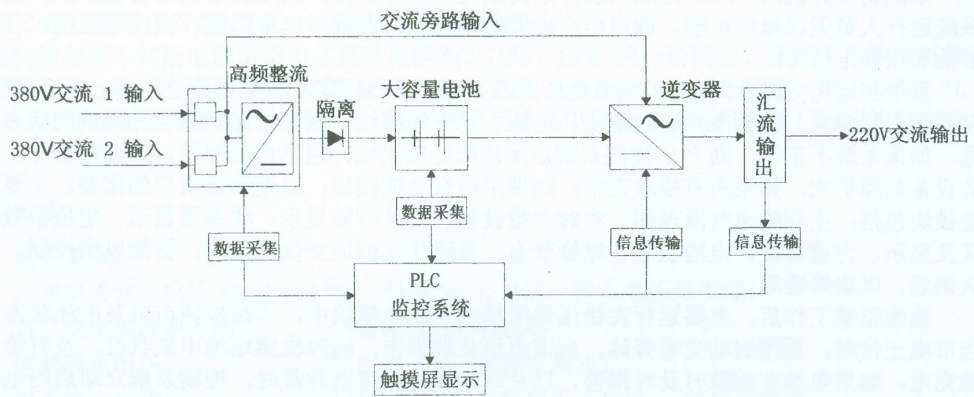 交流旁路输入
高频整流
大容量电池
逆变器
隔离
380V交流 1 输入
380V交流 2 输入
汇流输出
220V交流输出
数据采集
数据采集
信息传输
信息传输
PLC
监控系统
触摸屏显示